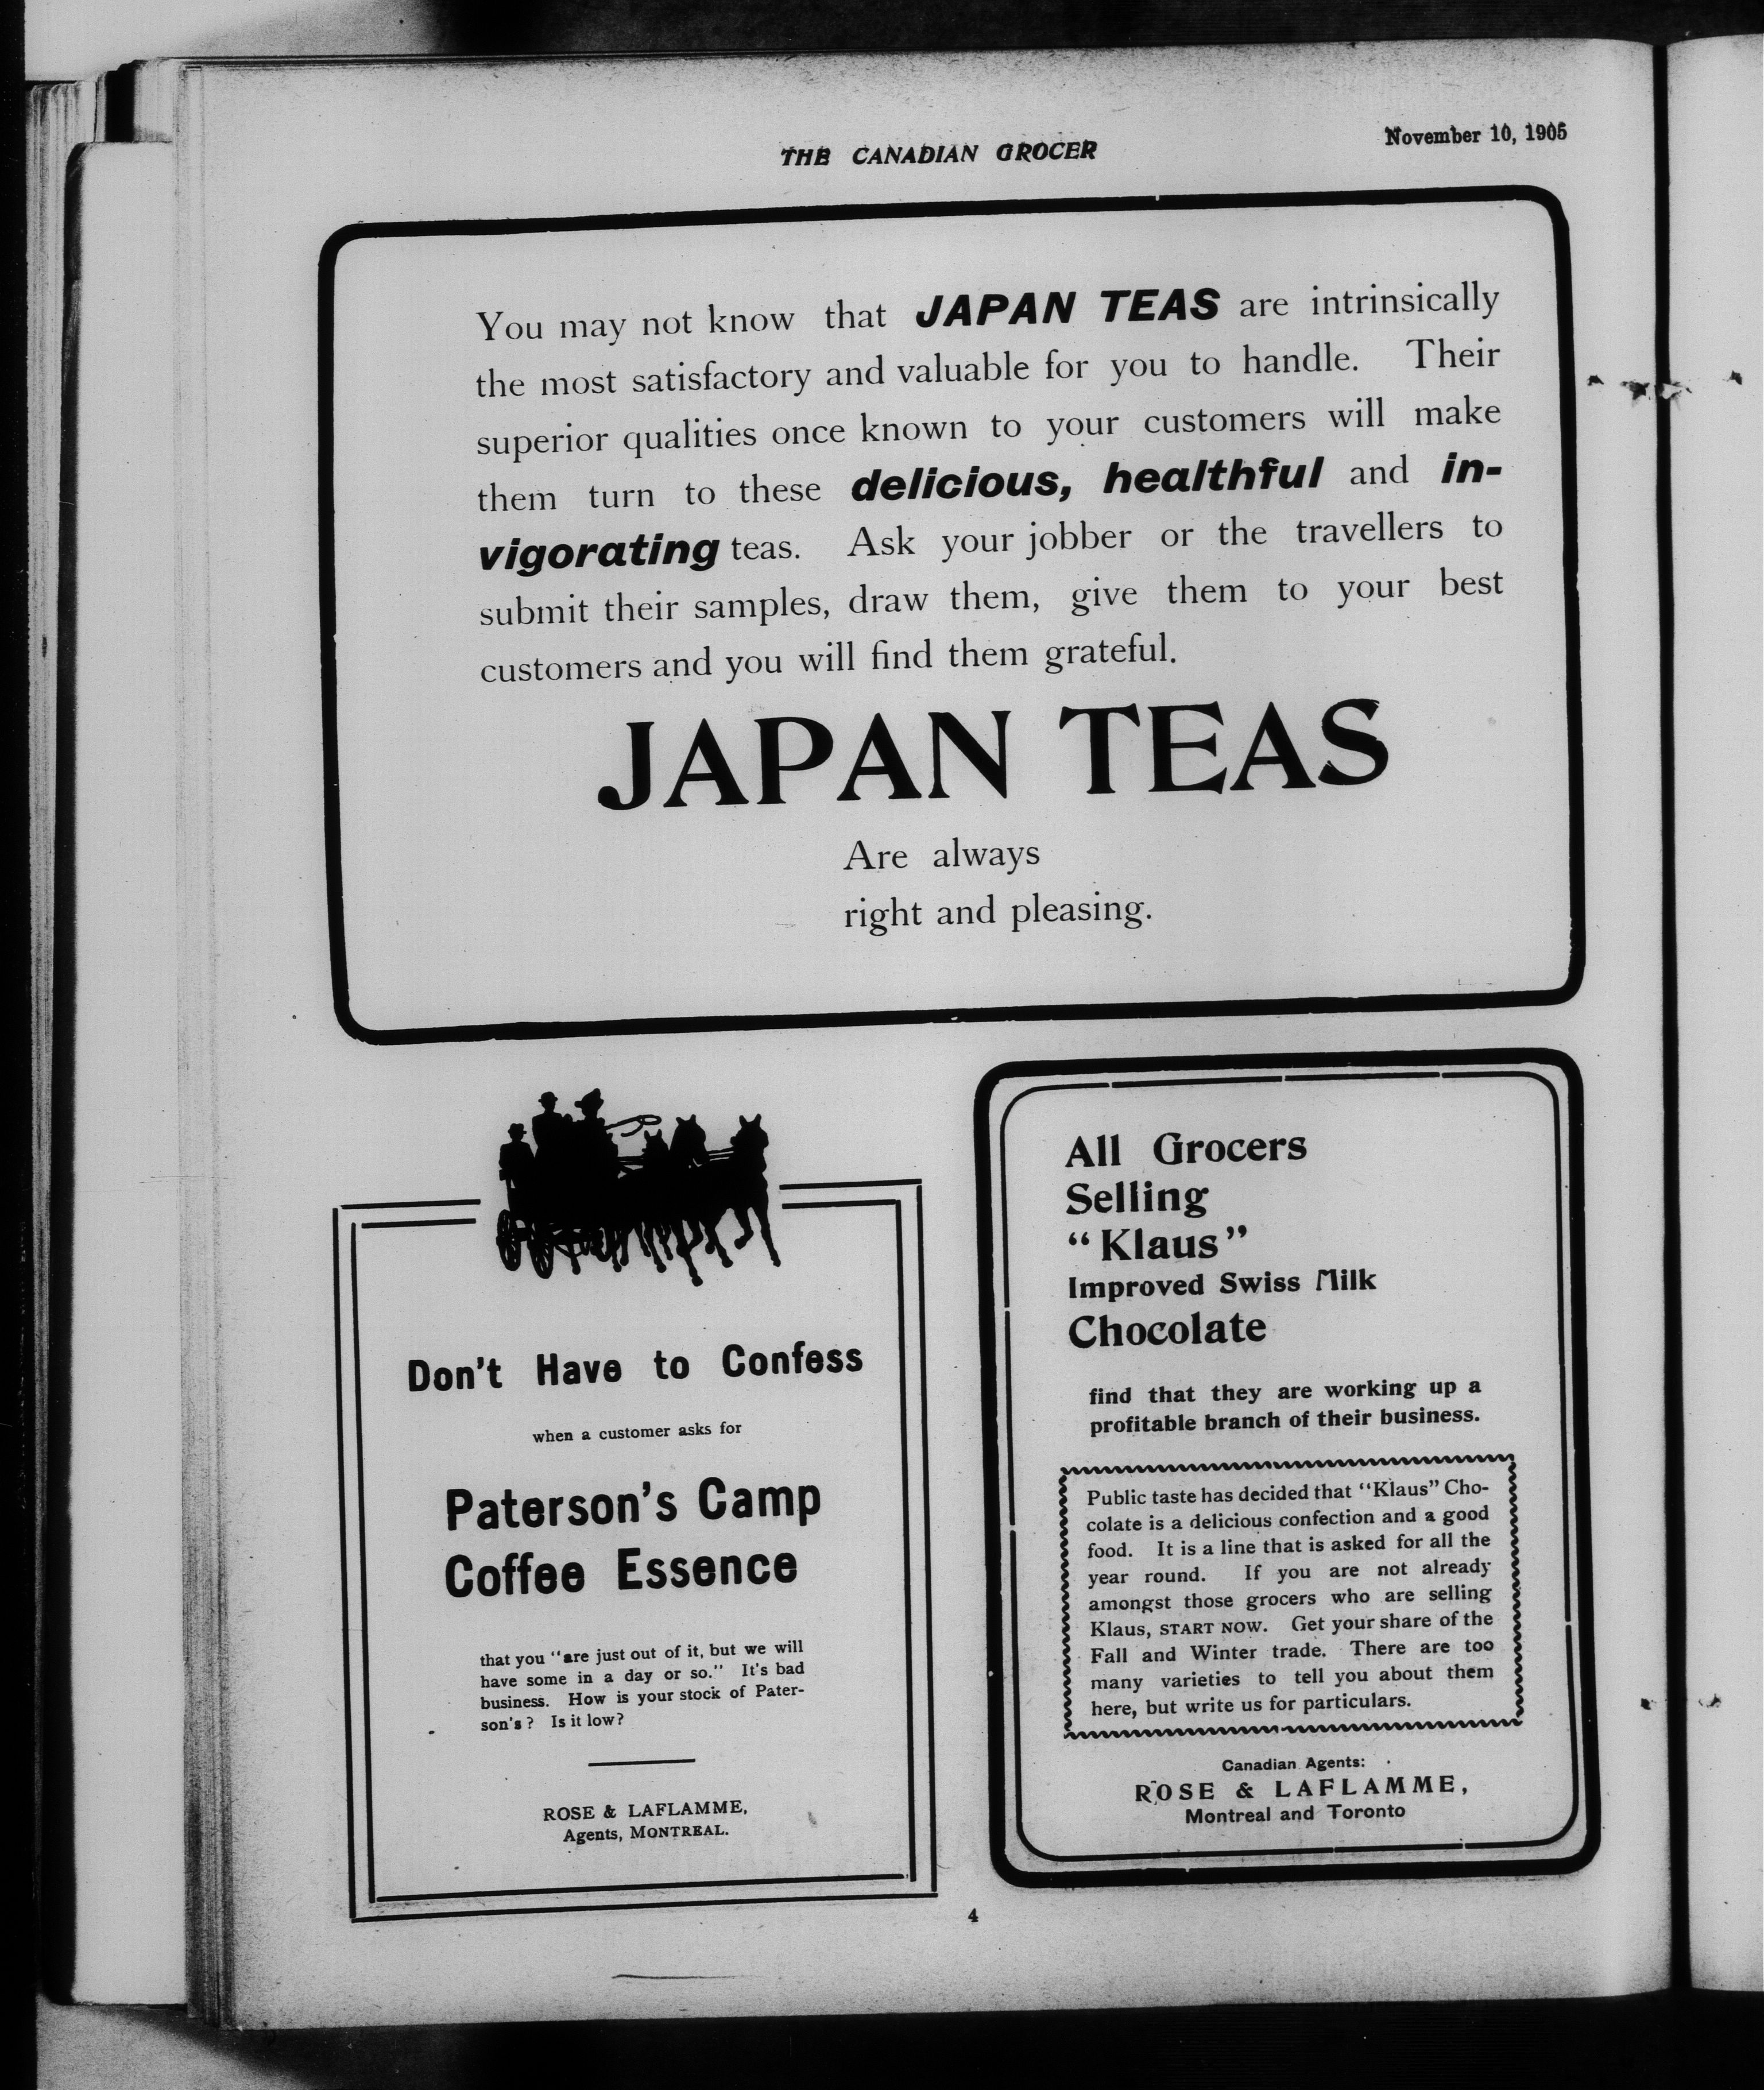 THE CANADIAN GROCER
November 10, 1905
You may not know that JAPAN TEAS are intrinsically
the most satisfactory and valuable for you to handle. Their
superior qualities once known to your customers will make
them turn to these delicious, healthful and in-
vigorating teas. Ask your jobber or the travellers to
submit their samples, draw them, give them to your best
customers and you will find them grateful.
JAPAN TEAS
Are always
right and pleasing.
Don't Have to Confess
when a customer asks for
Paterson's Camp
Coffee Essence
that you "are just out of it, but we will
have some in a day or so." It's bad
business. How is your stock of Pater-
son's? Is it low?
ROSE & LAFLAMME,
Agents, MONTREAL.
All Grocers
Selling
"Klaus"
Improved Swiss Milk
Chocolate
find that they are working up a
profitable branch of their business.
Public taste has decided that "Klaus" Cho-
colate is a delicious confection and a good
food. It is a line that is asked for all the
year round. If you are not already
amongst those grocers who are selling
Klaus, START NOW. Get your share of the
Fall and Winter trade. There are too
many varieties to tell you about them
here, but write us for particulars.
Canadian Agents:
ROSE & LAFLAMME,
Montreal and Toronto
4